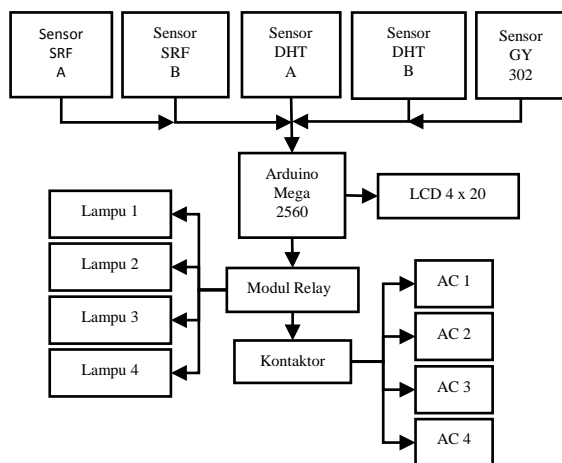 Sensor
SRF
A
Sensor
SRF
B
Sensor
DHT
A
Sensor
DHT
B
Sensor
GY
302
Arduino
Mega
2560
LCD 4 x 20
Lampu 1
Lampu 2
Lampu 3
Lampu 4
Modul Relay
Kontaktor
AC 1
AC 2
AC 3
AC 4